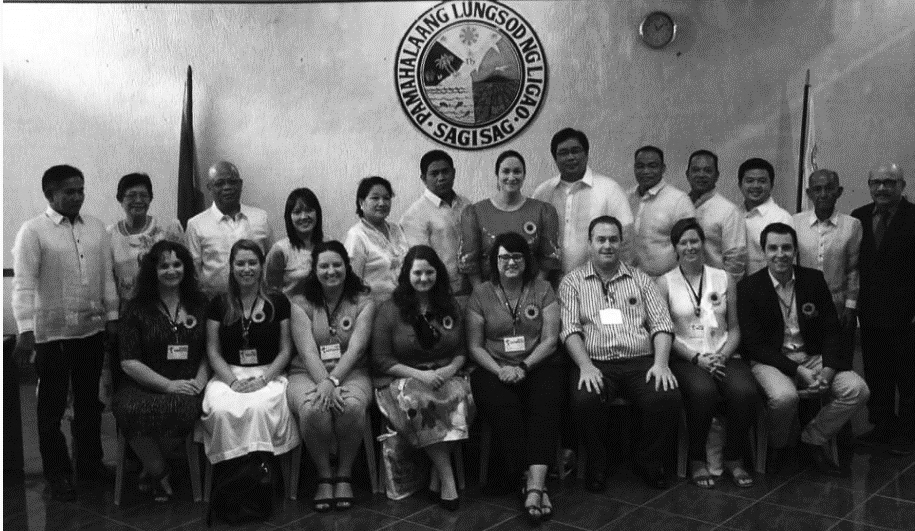 · PAMAHALAANG LUNGSOD NG LIGAO ·
SAGISAG